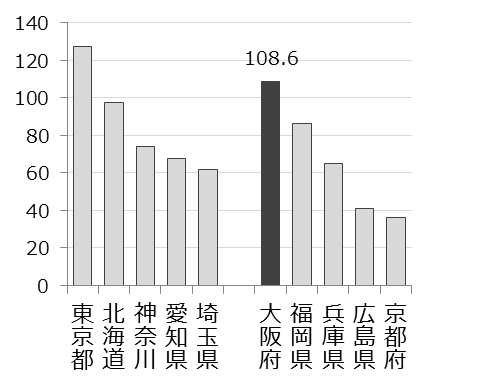 140
120
100
80
60
40
20
0
108.6
東京都
北海道
神奈川
愛知県
埼玉県
大阪府
福岡県
兵庫県
広島県
京都府